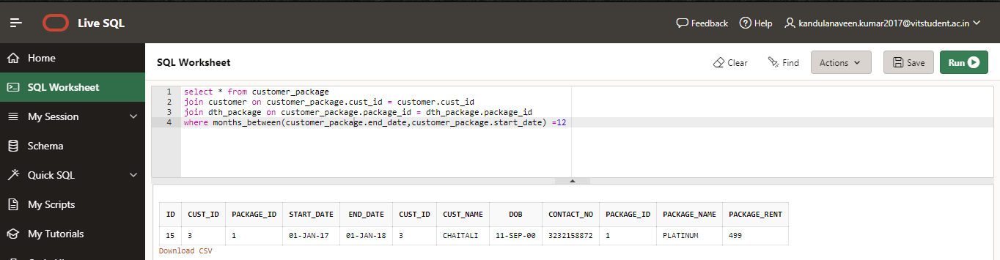 Live SQL
Feedback Help kandulanaveen.kumar2017@vitstudent.ac.in
Home
SQL Worksheet
My Session
Schema
Quick SQL
My Scripts
My Tutorials
SQL Worksheet Clear Find Actions Save Run
1 select * from customer_package
2 join customer on customer_package.cust_id = customer.cust_id
3 join dth_package on customer_package.package_id = dth_package.package_id
4 where months_between(customer_package.end_date,customer_package.start_date) =12
ID CUST_ID PACKAGE_ID START_DATE END_DATE CUST_ID CUST_NAME DOB CONTACT_NO PACKAGE_ID PACKAGE_NAME PACKAGE_RENT
15 3 1 01-JAN-17 01-JAN-18 3 CHAITALI 11-SEP-00 3232158872 1 PLATINUM 499
Download CSV